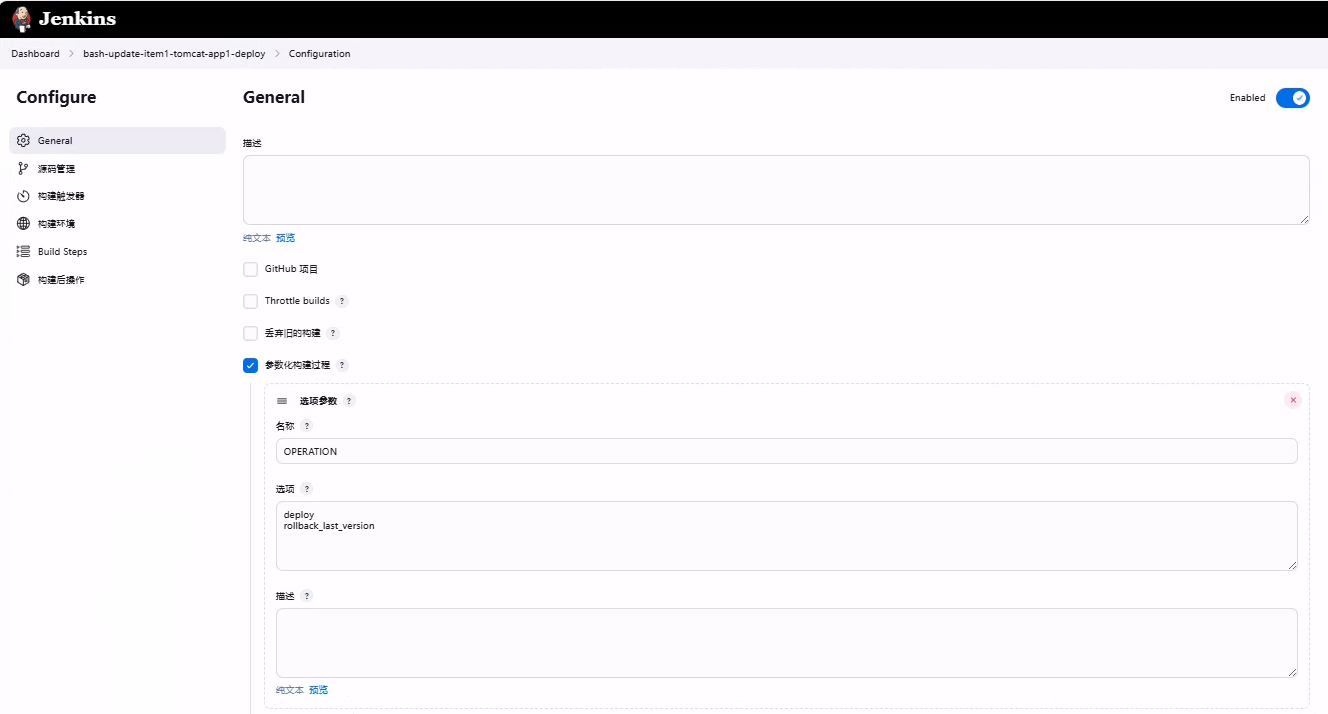 Jenkins
Dashboard > bash-update-item1-tomcat-app1-deploy > Configuration
Configure
General
源码管理
构建触发器
构建环境
Build Steps
构建后操作
General
Enabled
描述
纯文本 预览
GitHub 项目
Throttle builds ?
丢弃旧的构建 ?
参数化构建过程 ?
选项参数 ?
名称 ?
OPERATION
选项 ?
deploy
rollback_last_version
描述 ?
纯文本 预览